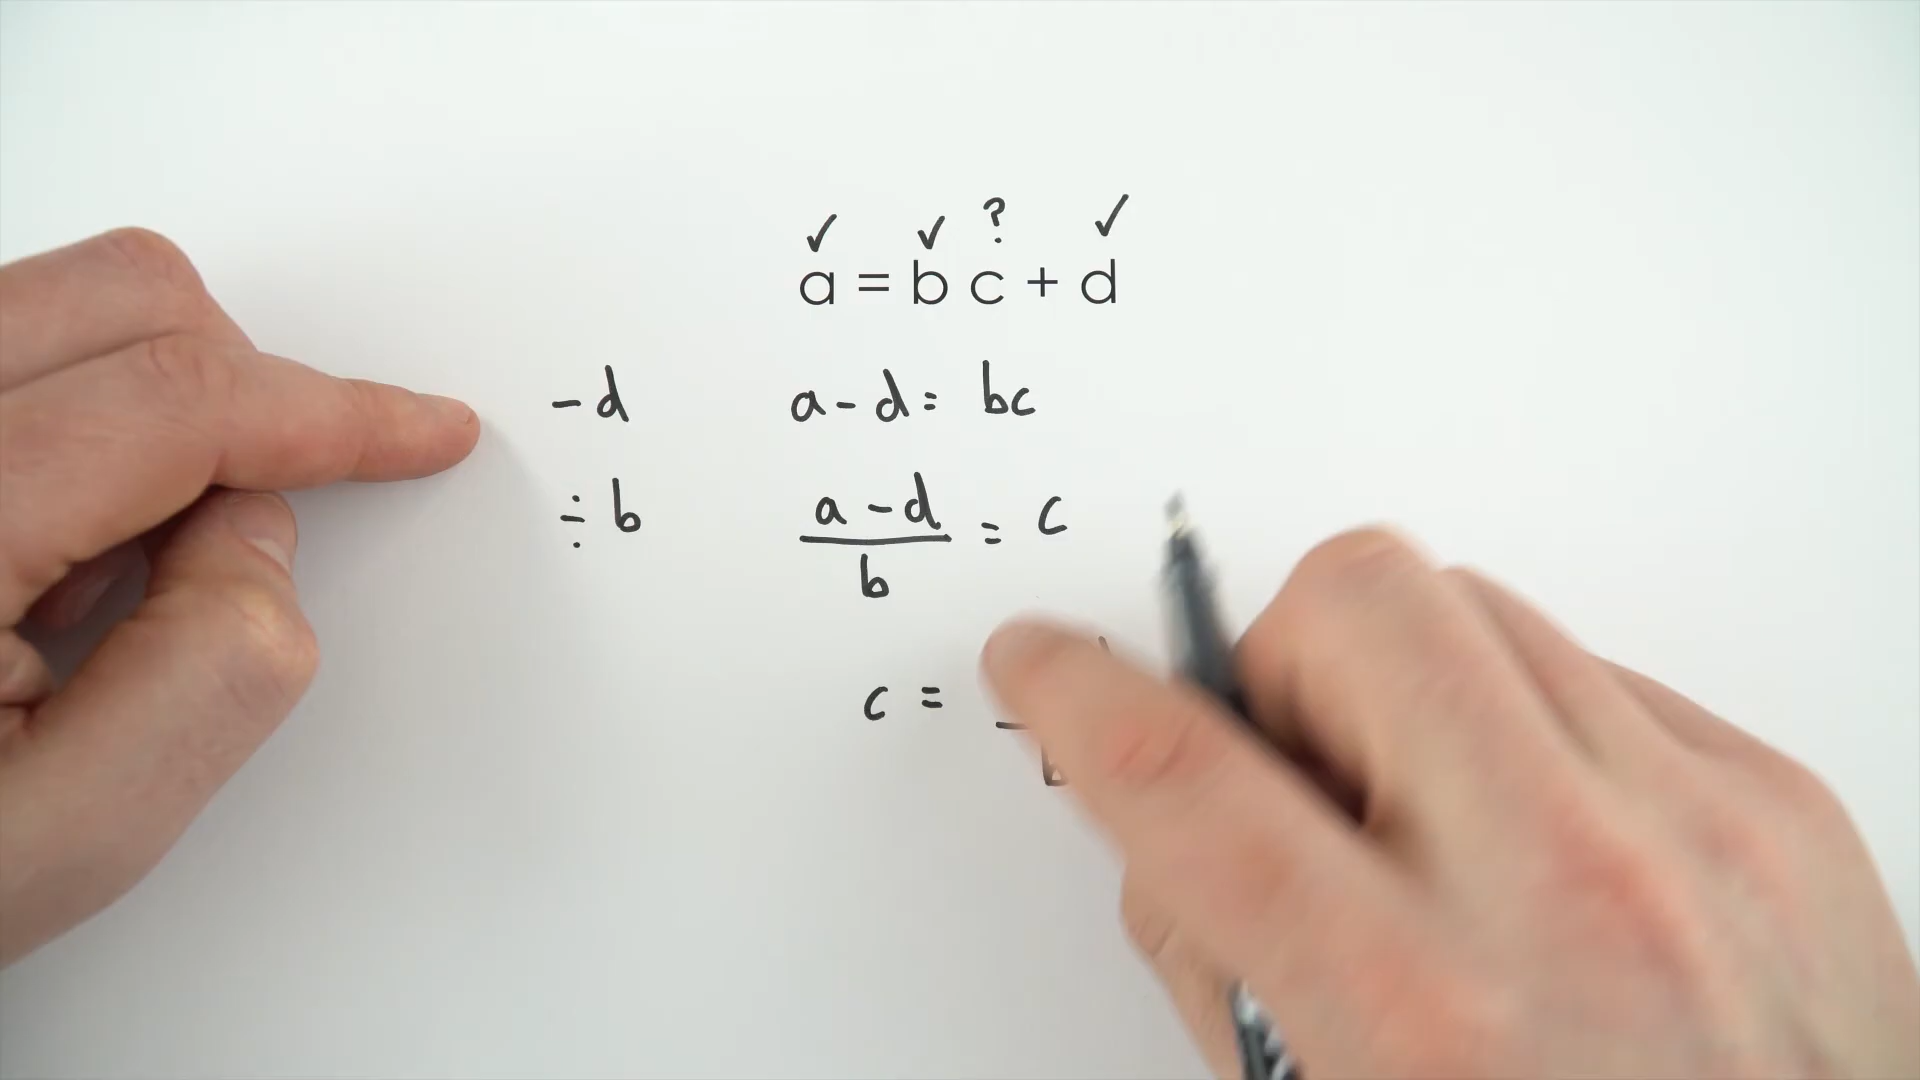 ✓ ✓ ? ✓
a = b c + d
- d a - d = bc
÷ b a - d / b = c
c = b